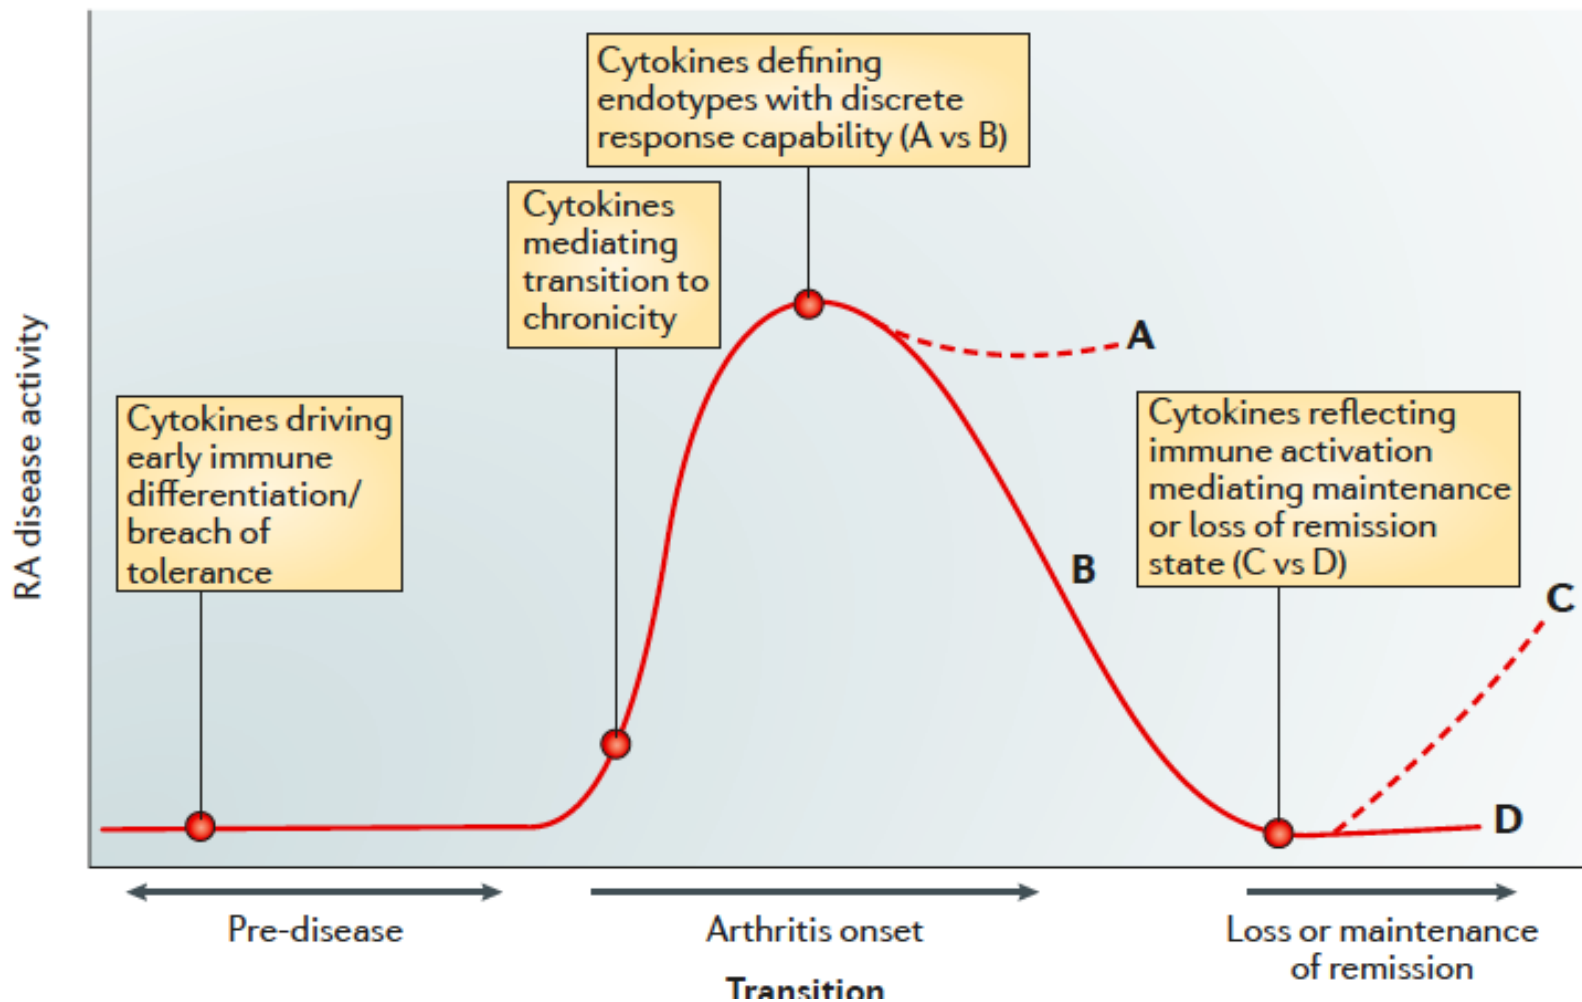 Cytokines defining
endotypes with discrete
response capability (A vs B)
Cytokines
mediating
transition to
chronicity
A
Cytokines driving
early immune
differentiation/
breach of
tolerance
Cytokines reflecting
immune activation
mediating maintenance
or loss of remission
state (C vs D)
B
C
D
RA disease activity
Pre-disease
Arthritis onset
Loss or maintenance
of remission
Transition